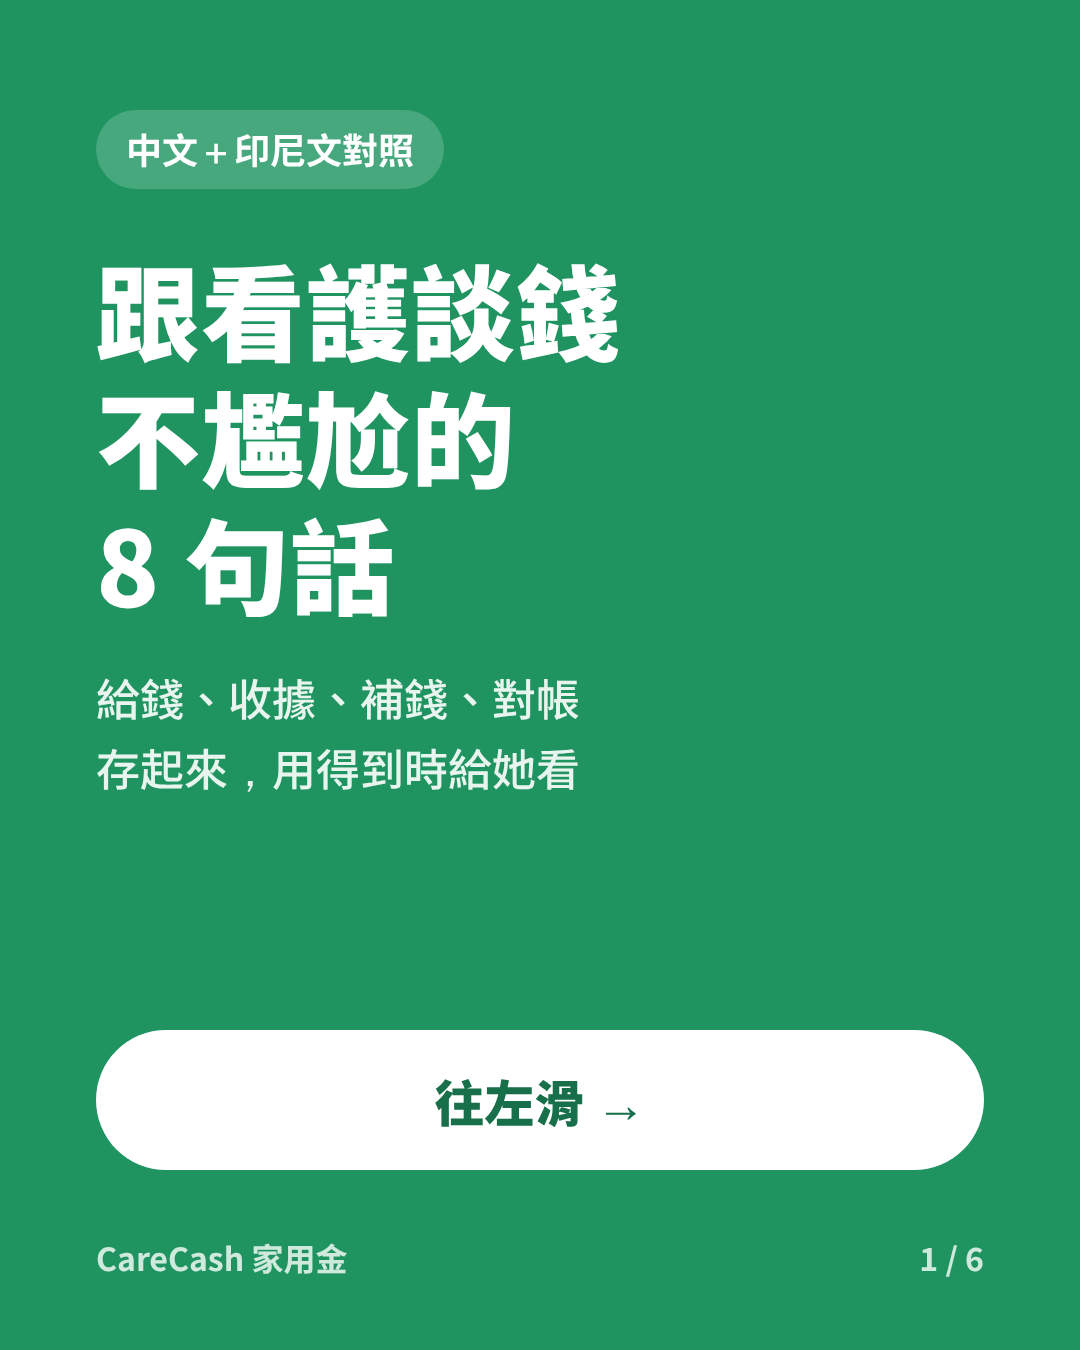 中文 + 印尼文對照
跟看護談錢
不尷尬的
8 句話
給錢、收據、補錢、對帳
存起來，用得到時給她看
往左滑 →
CareCash 家用金
1 / 6